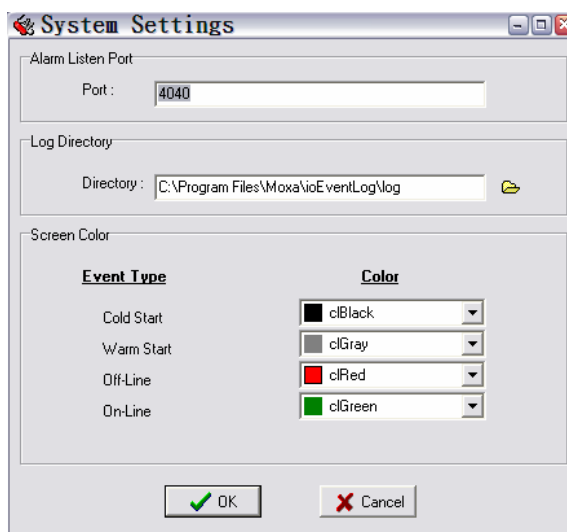 System Settings
Alarm Listen Port
Port :
4040
Log Directory
Directory :
C:\Program Files\Moxa\ioEventLog\log
Screen Color
Event Type
Color
Cold Start
clBlack
Warm Start
clGray
Off-Line
clRed
On-Line
clGreen
OK
Cancel